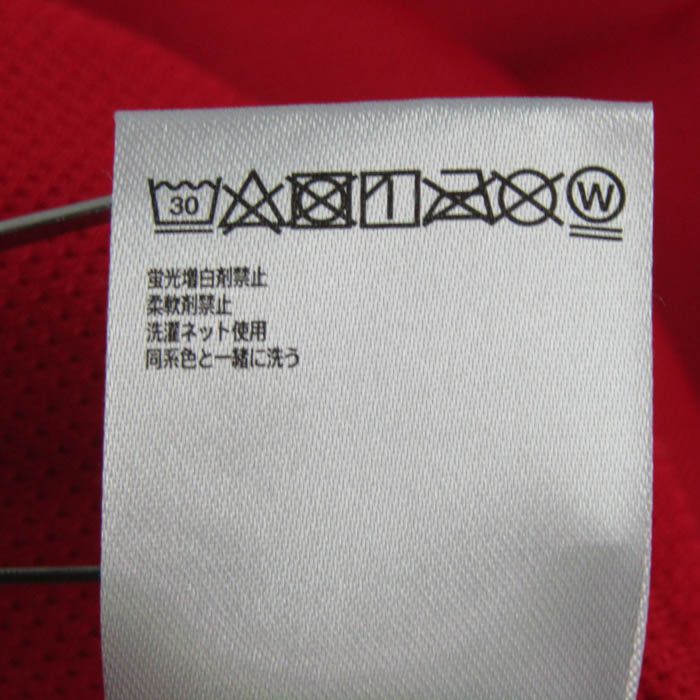 30 W
蛍光増白剤禁止
柔軟剤禁止
洗濯ネット使用
同系色と一緒に洗う